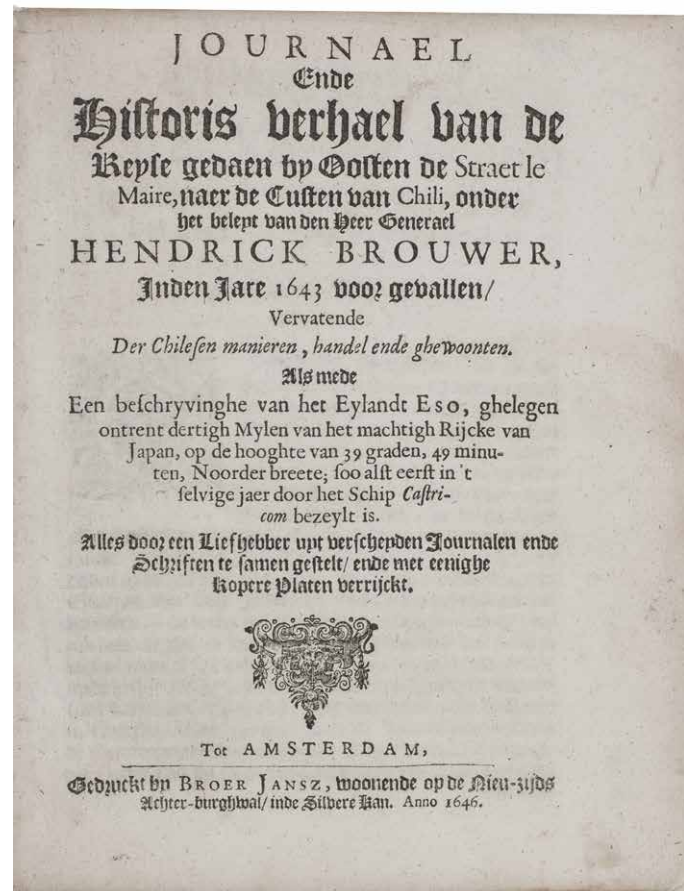 JOURNAEL
Ende
Historis verhael van de
Reyse gedaen by Oosten de Straet le
Maire, naer de Custen van Chili, onder
het beleyt van den Heer Generael
HENDRICK BROUWER,
Inden Jare 1643 voor gevallen/
Vervatende
Der Chilesen manieren, handel ende ghewoonten.
Als mede
Een beschryvinghe van het Eylandt Eso, ghelegen
ontrent dertigh Mylen van het machtigh Rijcke van
Japan, op de hooghte van 39 graden, 49 minu-
ten, Noorder breete; soo alst eerst in 't
selvige jaer door het Schip Castri-
com bezeylt is.
Alles door een Liefhebber uyt verscheyden Journalen ende
Schriften te samen gestelt/ ende met eenighe
Kopere Platen verrijckt.
Tot AMSTERDAM,
Gedruckt by BROER JANSZ, woonende op de Nieu-zijds
Achter-burghwal/ inde Silvere Kan. Anno 1646.